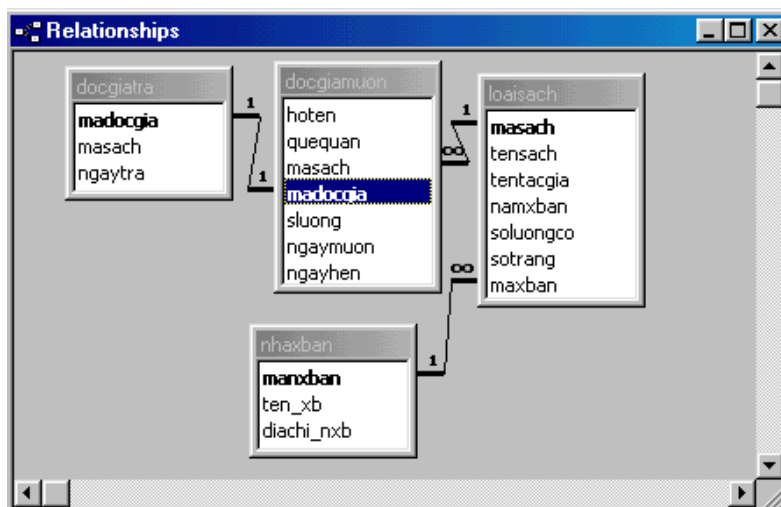 Relationships
docgiatra
madocgia
masach
ngaytra
1
1
docgiamuon
hoten
quequan
masach
madocgia
sluong
ngaymuon
ngayhen
1
∞
loaisach
masach
tensach
tentacgia
namxban
soluongco
sotrang
maxban
∞
1
nhaxban
manxban
ten_xb
diachi_nxb